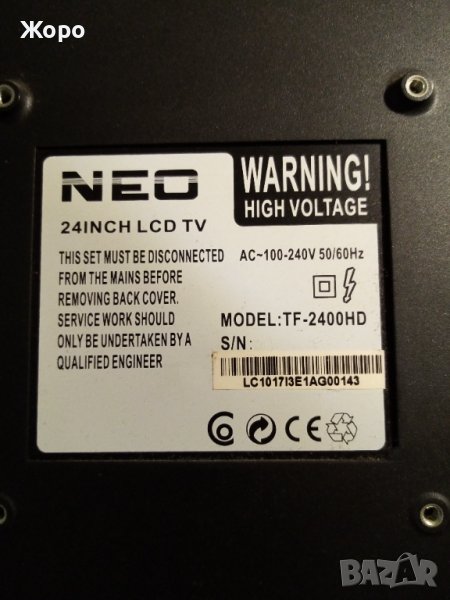 Жоро
NEO
WARNING!
HIGH VOLTAGE
24INCH LCD TV
THIS SET MUST BE DISCONNECTED
FROM THE MAINS BEFORE
REMOVING BACK COVER.
SERVICE WORK SHOULD
ONLY BE UNDERTAKEN BY A
QUALIFIED ENGINEER
AC~100-240V 50/60Hz
MODEL:TF-2400HD
S/N:
LC1017I3E1AG00143
CE
BAZAR